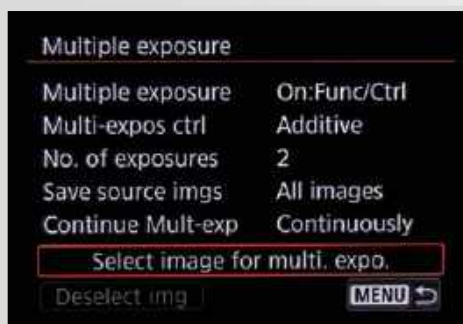 Multiple exposure
Multiple exposure On:Func/Ctrl
Multi-expos ctrl Additive
No. of exposures 2
Save source imgs All images
Continue Mult-exp Continuously
Select image for multi. expo.
Deselect img MENU